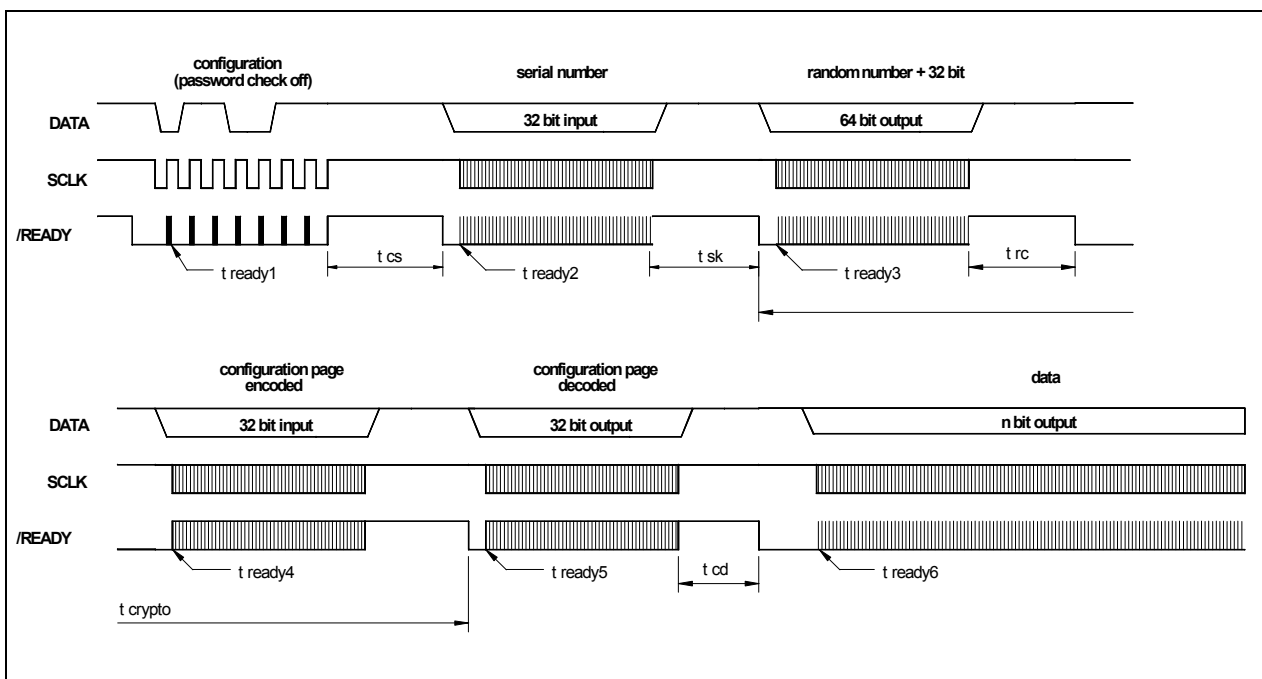 configuration
(password check off)
serial number
random number + 32 bit
DATA
32 bit input
64 bit output
SCLK
/READY
t cs
t sk
t rc
t ready1
t ready2
t ready3
configuration page
encoded
configuration page
decoded
data
DATA
32 bit input
32 bit output
n bit output
SCLK
/READY
t ready4
t ready5
t cd
t ready6
t crypto